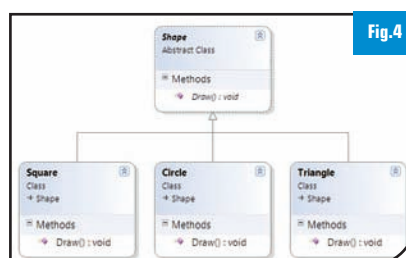 Fig.4
Shape
Abstract Class
Methods
Draw() : void
Square
Class
Shape
Methods
Draw() : void
Circle
Class
Shape
Methods
Draw() : void
Triangle
Class
Shape
Methods
Draw() : void